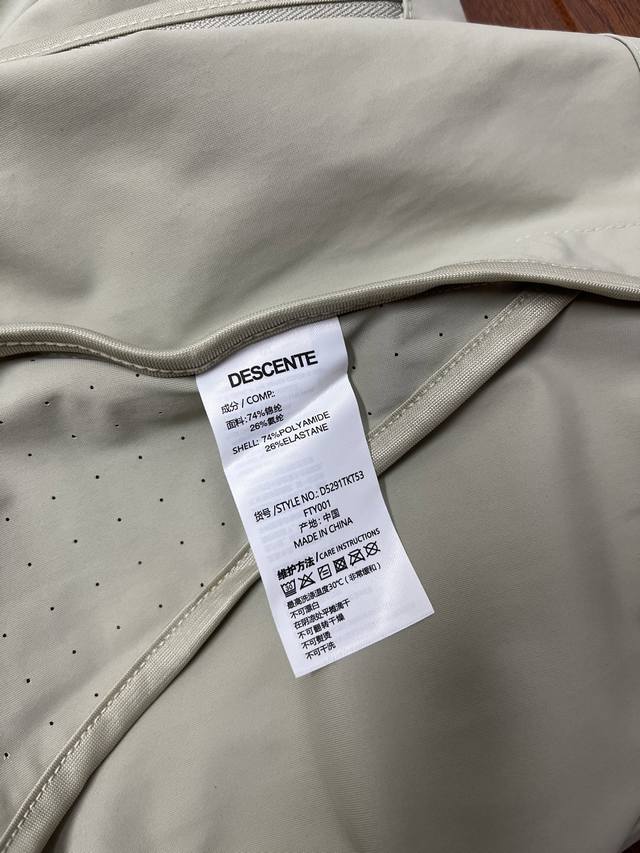 DESCENTE
成分 / COMP.:
面料:74%锦纶
26%氨纶
SHELL: 74%POLYAMIDE
26%ELASTANE
货号 /STYLE NO.: D5291TKT53
FTY001
产地: 中国
MADE IN CHINA
维护方法 / CARE INSTRUCTIONS
30
最高洗涤温度30℃ (非常缓和)
不可漂白
在阴凉处平摊滴干
不可翻转干燥
不可熨烫
不可干洗